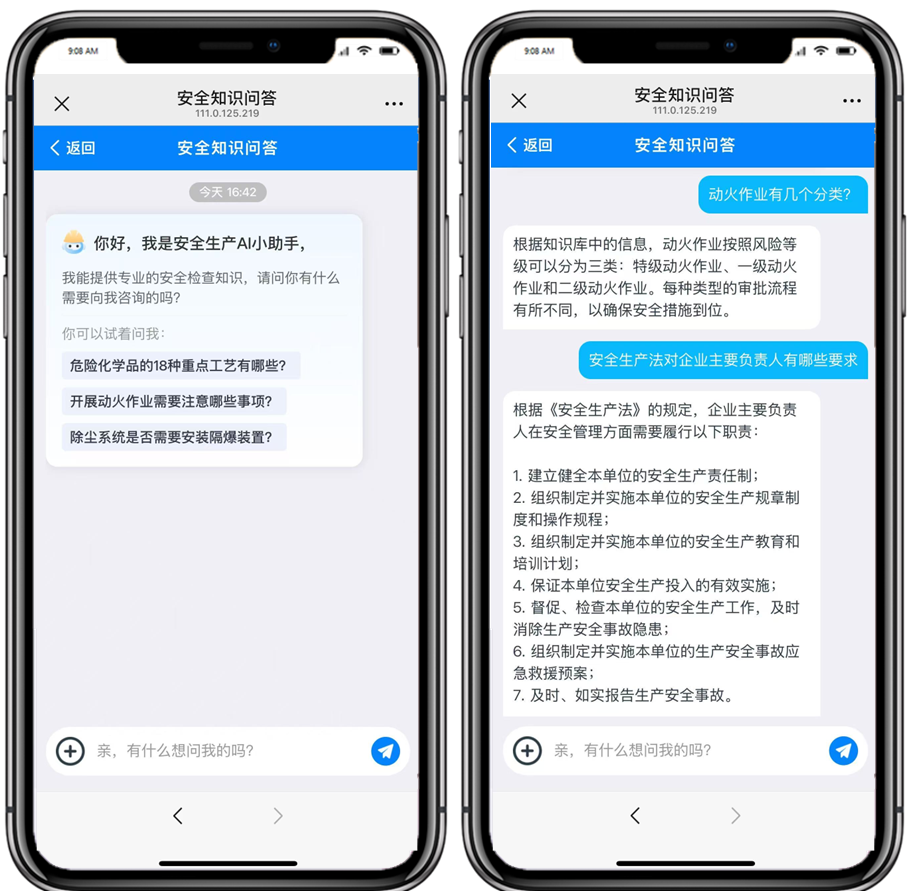 9:08 AM
安全知识问答
111.0.125.219
返回
安全知识问答
今天 16:42
你好，我是安全生产AI小助手，
我能提供专业的安全检查知识，请问你有什么
需要向我咨询的吗？
你可以试着问我：
危险化学品的18种重点工艺有哪些？
开展动火作业需要注意哪些事项？
除尘系统是否需要安装隔爆装置？
亲，有什么想问我的吗？
9:08 AM
安全知识问答
111.0.125.219
返回
安全知识问答
动火作业有几个分类？
根据知识库中的信息，动火作业按照风险等
级可以分为三类：特级动火作业、一级动火
作业和二级动火作业。每种类型的审批流程
有所不同，以确保安全措施到位。
安全生产法对企业主要负责人有哪些要求
根据《安全生产法》的规定，企业主要负责
人在安全管理方面需要履行以下职责：
1. 建立健全本单位的安全生产责任制；
2. 组织制定并实施本单位的安全生产规章制
度和操作规程；
3. 组织制定并实施本单位的安全生产教育和
培训计划；
4. 保证本单位安全生产投入的有效实施；
5. 督促、检查本单位的安全生产工作，及时
消除生产安全事故隐患；
6. 组织制定并实施本单位的生产安全事故应
急救援预案；
7. 及时、如实报告生产安全事故。
亲，有什么想问我的吗？